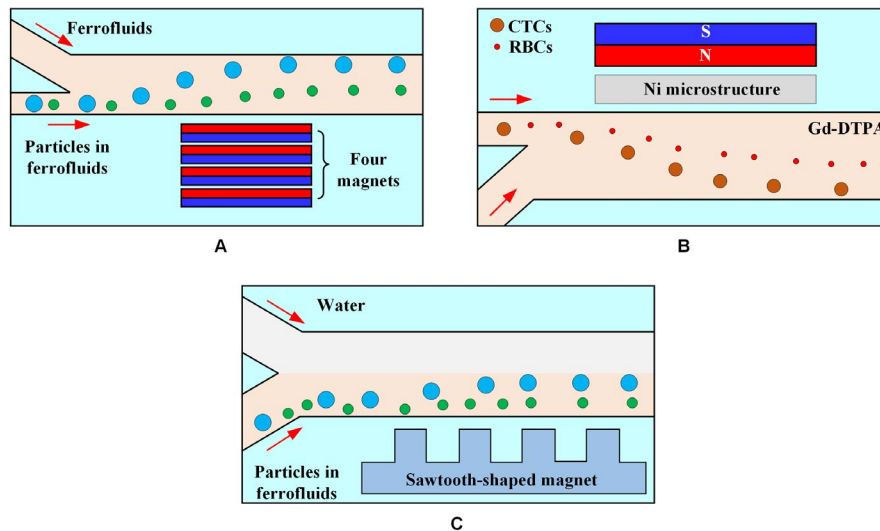 Ferrofluids
Particles in
ferrofluids
Four
magnets
A
CTCs
RBCs
S
N
Ni microstructure
Gd-DTPA
B
Water
Particles in
ferrofluids
Sawtooth-shaped magnet
C